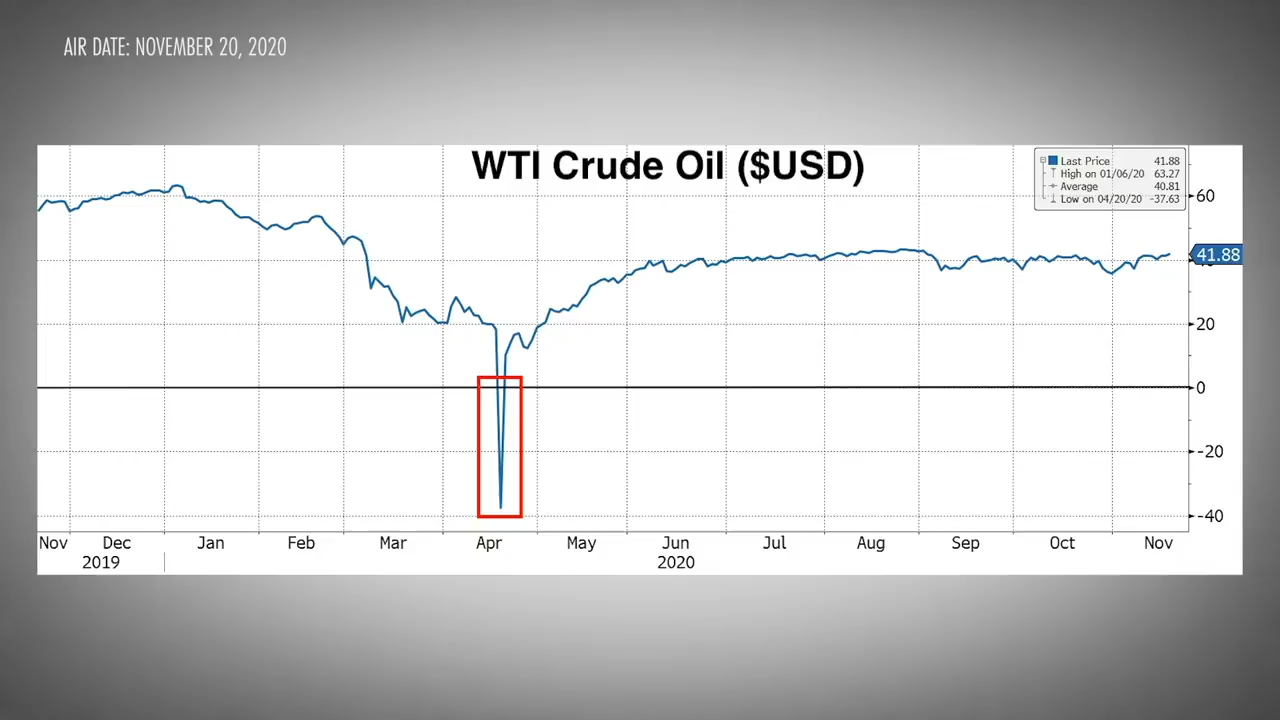 AIR DATE: NOVEMBER 20, 2020
WTI Crude Oil ($USD)
Last Price 41.88
High on 01/06/20 63.27
Average 40.81
Low on 04/20/20 -37.63
60
41.88
20
0
-20
-40
Nov Dec Jan Feb Mar Apr May Jun Jul Aug Sep Oct Nov
2019 2020